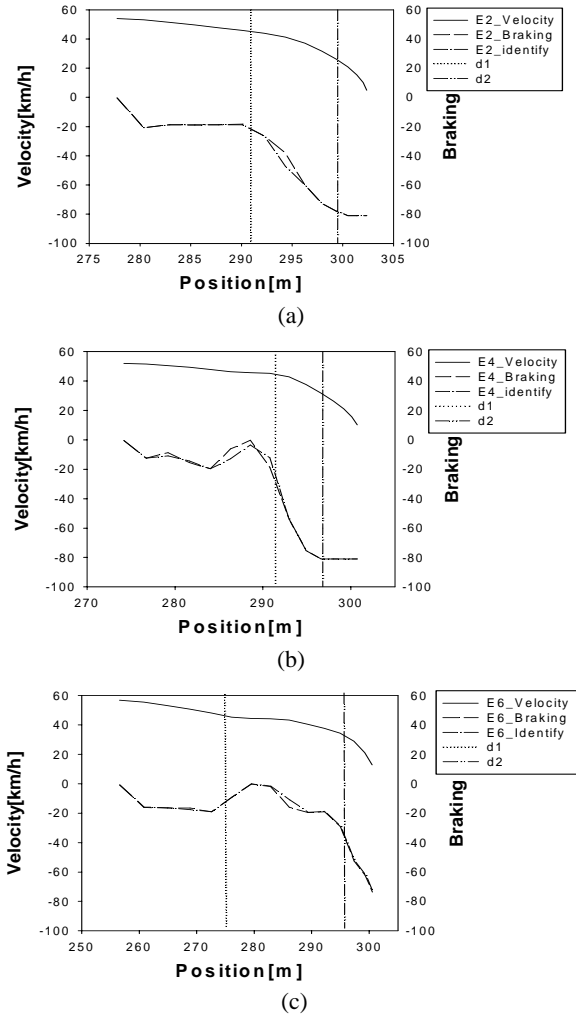 60
40
20
0
-20
-40
-60
-80
-100
Velocity[km/h]
60
40
20
0
-20
-40
-60
-80
-100
Braking
E2_Velocity
E2_Braking
E2_identify
d1
d2
275 280 285 290 295 300 305
Position[m]
(a)
60
40
20
0
-20
-40
-60
-80
-100
Velocity[km/h]
60
40
20
0
-20
-40
-60
-80
-100
Braking
E4_Velocity
E4_Braking
E4_identify
d1
d2
270 280 290 300
Position[m]
(b)
60
40
20
0
-20
-40
-60
-80
-100
Velocity[km/h]
60
40
20
0
-20
-40
-60
-80
-100
Braking
E6_Velocity
E6_Braking
E6_Identify
d1
d2
250 260 270 280 290 300
Position[m]
(c)